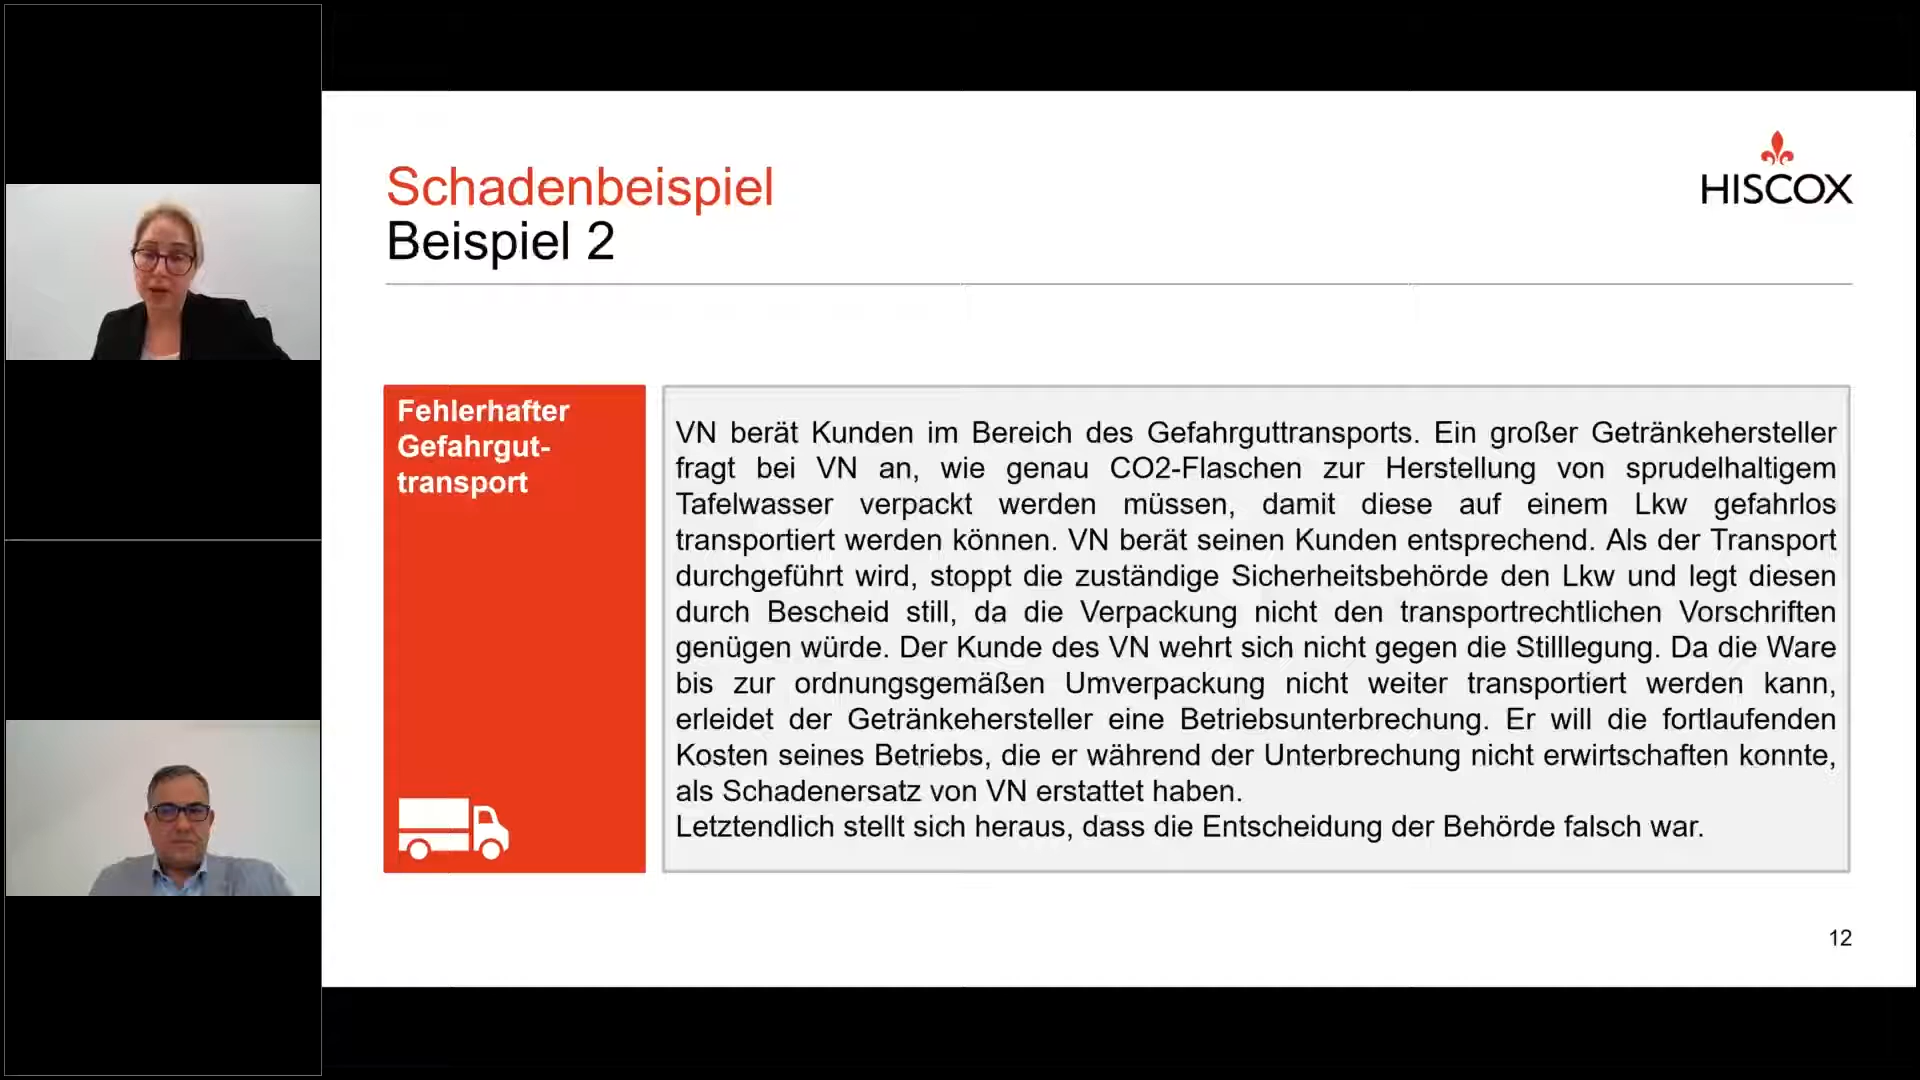 Schadenbeispiel
Beispiel 2
HISCOX
Fehlerhafter
Gefahrgut-
transport
VN berät Kunden im Bereich des Gefahrguttransports. Ein großer Getränkehersteller
fragt bei VN an, wie genau CO2-Flaschen zur Herstellung von sprudelhaltigem
Tafelwasser verpackt werden müssen, damit diese auf einem Lkw gefahrlos
transportiert werden können. VN berät seinen Kunden entsprechend. Als der Transport
durchgeführt wird, stoppt die zuständige Sicherheitsbehörde den Lkw und legt diesen
durch Bescheid still, da die Verpackung nicht den transportrechtlichen Vorschriften
genügen würde. Der Kunde des VN wehrt sich nicht gegen die Stilllegung. Da die Ware
bis zur ordnungsgemäßen Umverpackung nicht weiter transportiert werden kann,
erleidet der Getränkehersteller eine Betriebsunterbrechung. Er will die fortlaufenden
Kosten seines Betriebs, die er während der Unterbrechung nicht erwirtschaften konnte,
als Schadenersatz von VN erstattet haben.
Letztendlich stellt sich heraus, dass die Entscheidung der Behörde falsch war.
12